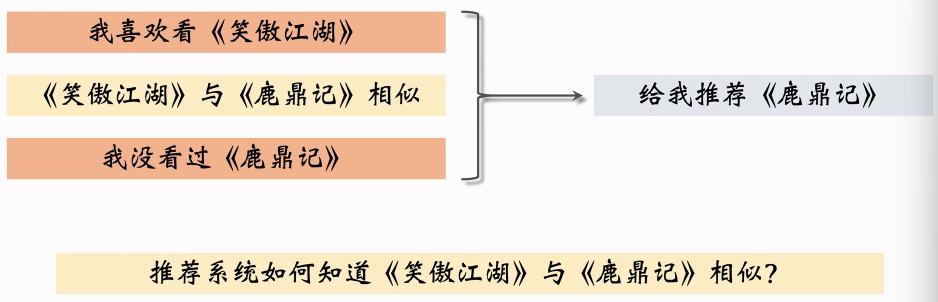 我喜欢看《笑傲江湖》
《笑傲江湖》与《鹿鼎记》相似
给我推荐《鹿鼎记》
我没看过《鹿鼎记》
推荐系统如何知道《笑傲江湖》与《鹿鼎记》相似?